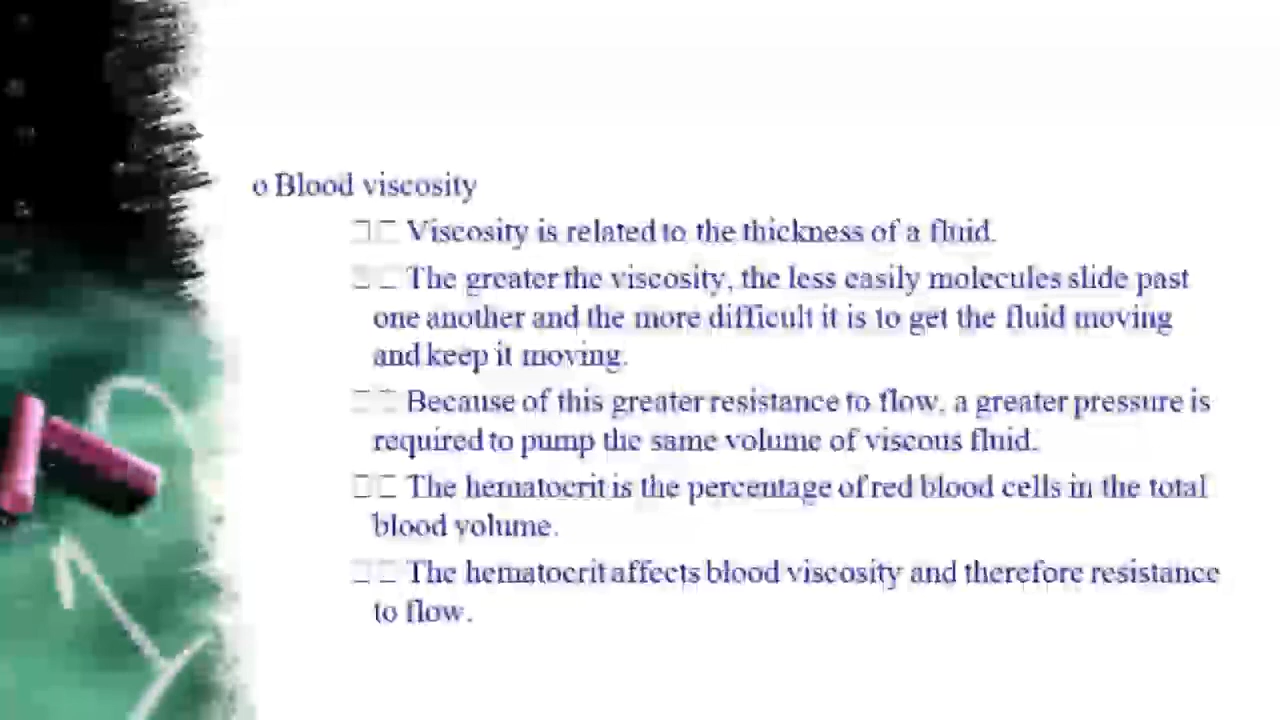 o Blood viscosity
□□ Viscosity is related to the thickness of a fluid.
□□ The greater the viscosity, the less easily molecules slide past
one another and the more difficult it is to get the fluid moving
and keep it moving.
□□ Because of this greater resistance to flow, a greater pressure is
required to pump the same volume of viscous fluid.
□□ The hematocrit is the percentage of red blood cells in the total
blood volume.
□□ The hematocrit affects blood viscosity and therefore resistance
to flow.